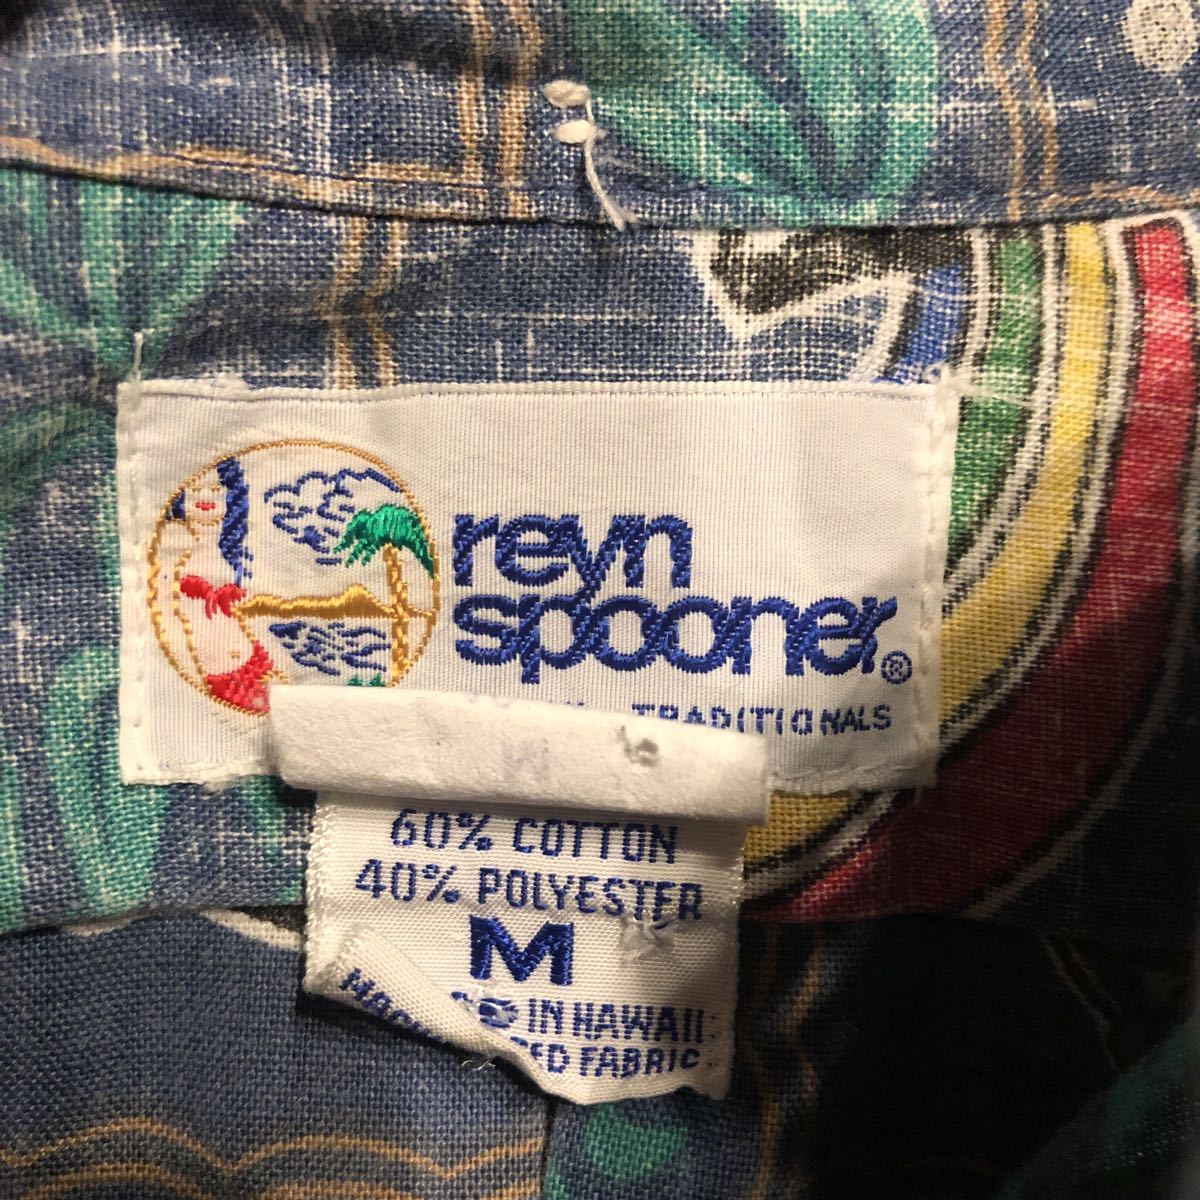 reyn
spooner®
TRADITIONALS
M
60% COTTON
40% POLYESTER
M
IN HAWAII
FABRIC